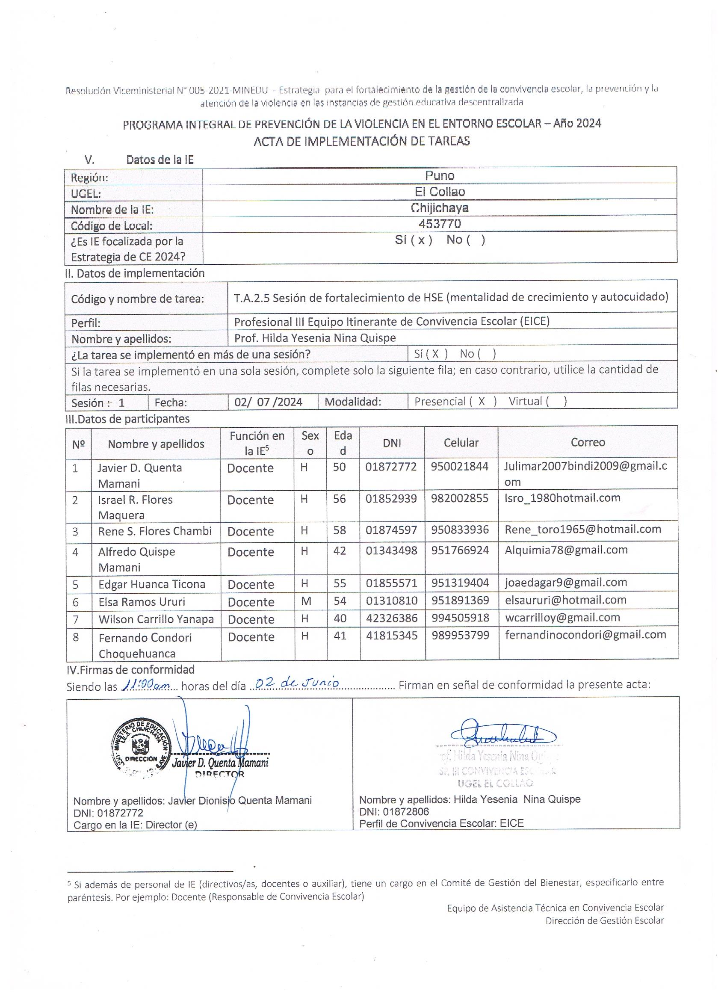 Resolución Viceministerial N° 005-2021-MINEDU - Estrategia para el fortalecimiento de la gestión de la convivencia escolar, la prevención y la
atención de la violencia en las instancias de gestión educativa descentralizada
PROGRAMA INTEGRAL DE PREVENCIÓN DE LA VIOLENCIA EN EL ENTORNO ESCOLAR – Año 2024
ACTA DE IMPLEMENTACIÓN DE TAREAS
V. Datos de la IE
Región: Puno
UGEL: El Collao
Nombre de la IE: Chijichaya
Código de Local: 453770
¿Es IE focalizada por la Sí ( x ) No ( )
Estrategia de CE 2024?
II. Datos de implementación
Código y nombre de tarea: T.A.2.5 Sesión de fortalecimiento de HSE (mentalidad de crecimiento y autocuidado)
Perfil: Profesional III Equipo Itinerante de Convivencia Escolar (EICE)
Nombre y apellidos: Prof. Hilda Yesenia Nina Quispe
¿La tarea se implementó en más de una sesión? Sí ( X ) No ( )
Si la tarea se implementó en una sola sesión, complete solo la siguiente fila; en caso contrario, utilice la cantidad de
filas necesarias.
Sesión : 1 Fecha: 02/ 07 /2024 Modalidad: Presencial ( X ) Virtual ( )
III.Datos de participantes
Nº Nombre y apellidos Función en la IE5 Sexo Edad DNI Celular Correo
1 Javier D. Quenta Docente H 50 01872772 950021844 Julimar2007bindi2009@gmail.c
Mamani om
2 Israel R. Flores Docente H 56 01852939 982002855 Isro_1980hotmail.com
Maquera
3 Rene S. Flores Chambi Docente H 58 01874597 950833936 Rene_toro1965@hotmail.com
4 Alfredo Quispe Docente H 42 01343498 951766924 Alquimia78@gmail.com
Mamani
5 Edgar Huanca Ticona Docente H 55 01855571 951319404 joaedagar9@gmail.com
6 Elsa Ramos Ururi Docente M 54 01310810 951891369 elsaururi@hotmail.com
7 Wilson Carrillo Yanapa Docente H 40 42326386 994505918 wcarrilloy@gmail.com
8 Fernando Condori Docente H 41 41815345 989953799 fernandinocondori@gmail.com
Choquehuanca
IV.Firmas de conformidad
Siendo las 11:00am horas del día 02 de Junio Firman en señal de conformidad la presente acta:
MINISTERIO DE EDUCACIÓN
I.E.S. CHIJICHAYA
DIRECCIÓN
Javier D. Quenta Mamani
DIRECTOR
Nombre y apellidos: Javier Dionisio Quenta Mamani
DNI: 01872772
Cargo en la IE: Director (e)
Hilda Yesenia Nina
III CONVIVENCIA
UGEL EL COLLAO
Nombre y apellidos: Hilda Yesenia Nina Quispe
DNI: 01872806
Perfil de Convivencia Escolar: EICE
5 Si además de personal de IE (directivos/as, docentes o auxiliar), tiene un cargo en el Comité de Gestión del Bienestar, especificarlo entre
paréntesis. Por ejemplo: Docente (Responsable de Convivencia Escolar)
Equipo de Asistencia Técnica en Convivencia Escolar
Dirección de Gestión Escolar